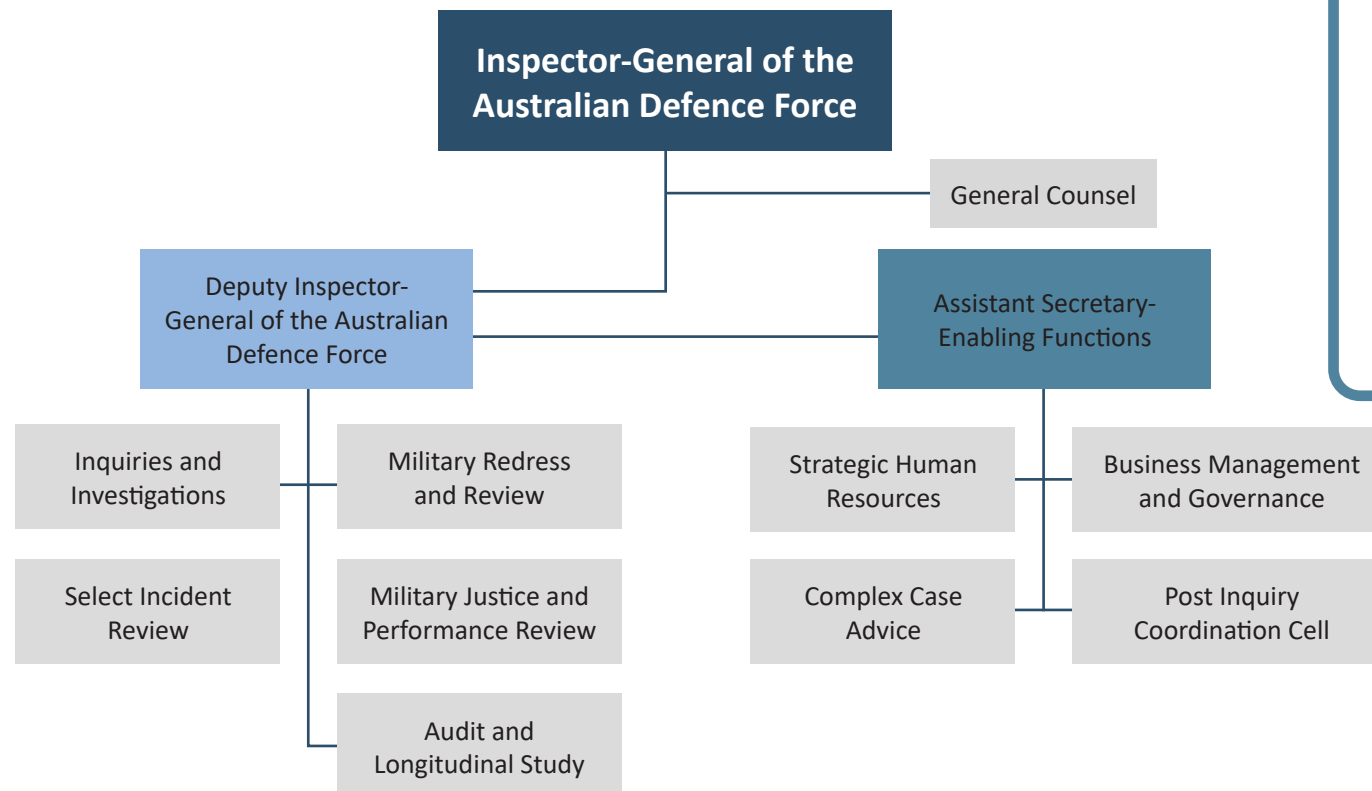 Inspector-General of the
Australian Defence Force
General Counsel
Deputy Inspector-
General of the Australian
Defence Force
Assistant Secretary-
Enabling Functions
Inquiries and
Investigations
Military Redress
and Review
Strategic Human
Resources
Business Management
and Governance
Select Incident
Review
Military Justice and
Performance Review
Complex Case
Advice
Post Inquiry
Coordination Cell
Audit and
Longitudinal Study